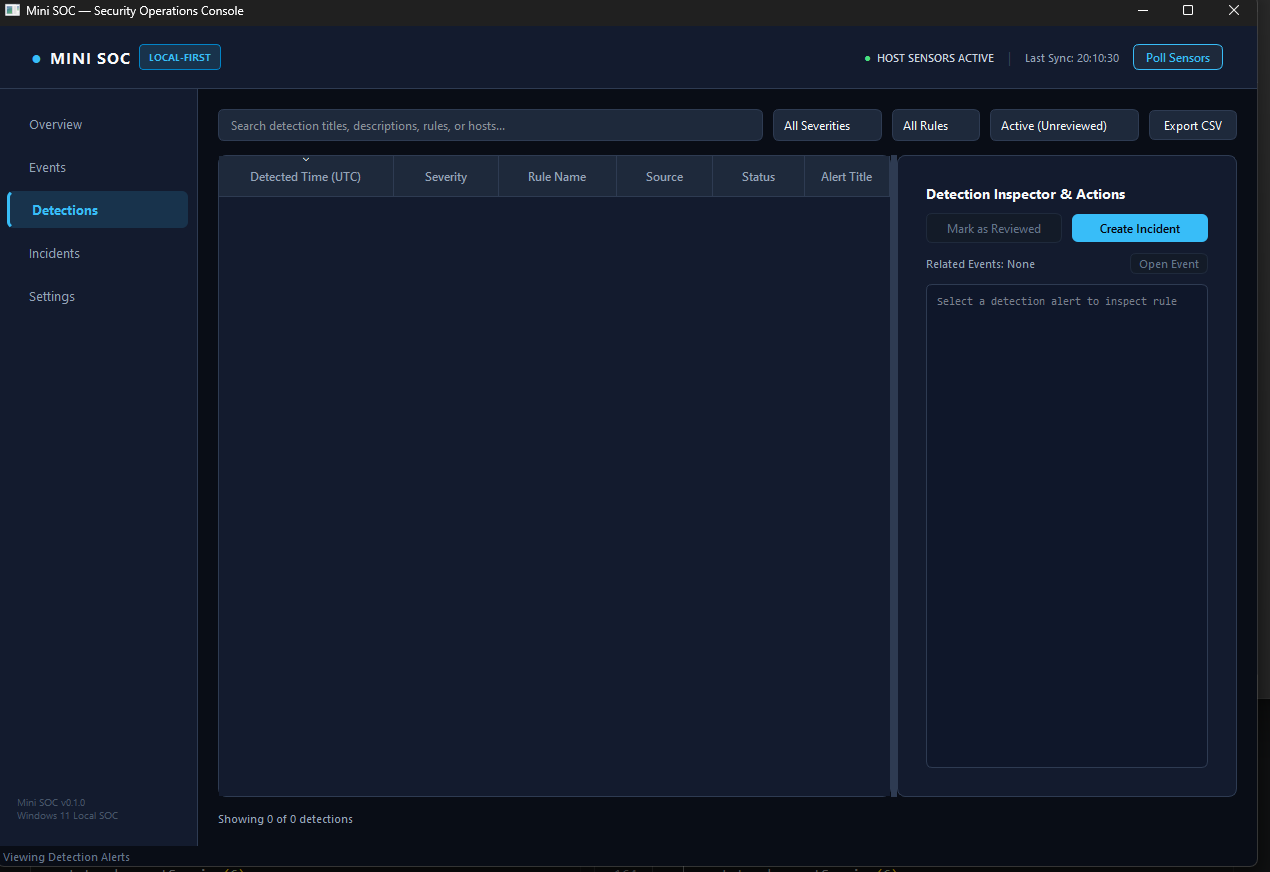 Mini SOC — Security Operations Console
MINI SOC LOCAL-FIRST
HOST SENSORS ACTIVE Last Sync: 20:10:30 Poll Sensors
Overview
Events
Detections
Incidents
Settings
Search detection titles, descriptions, rules, or hosts... All Severities All Rules Active (Unreviewed) Export CSV
Detected Time (UTC) Severity Rule Name Source Status Alert Title
Detection Inspector & Actions
Mark as Reviewed Create Incident
Related Events: None Open Event
Select a detection alert to inspect rule
Showing 0 of 0 detections
Mini SOC v0.1.0
Windows 11 Local SOC
Viewing Detection Alerts